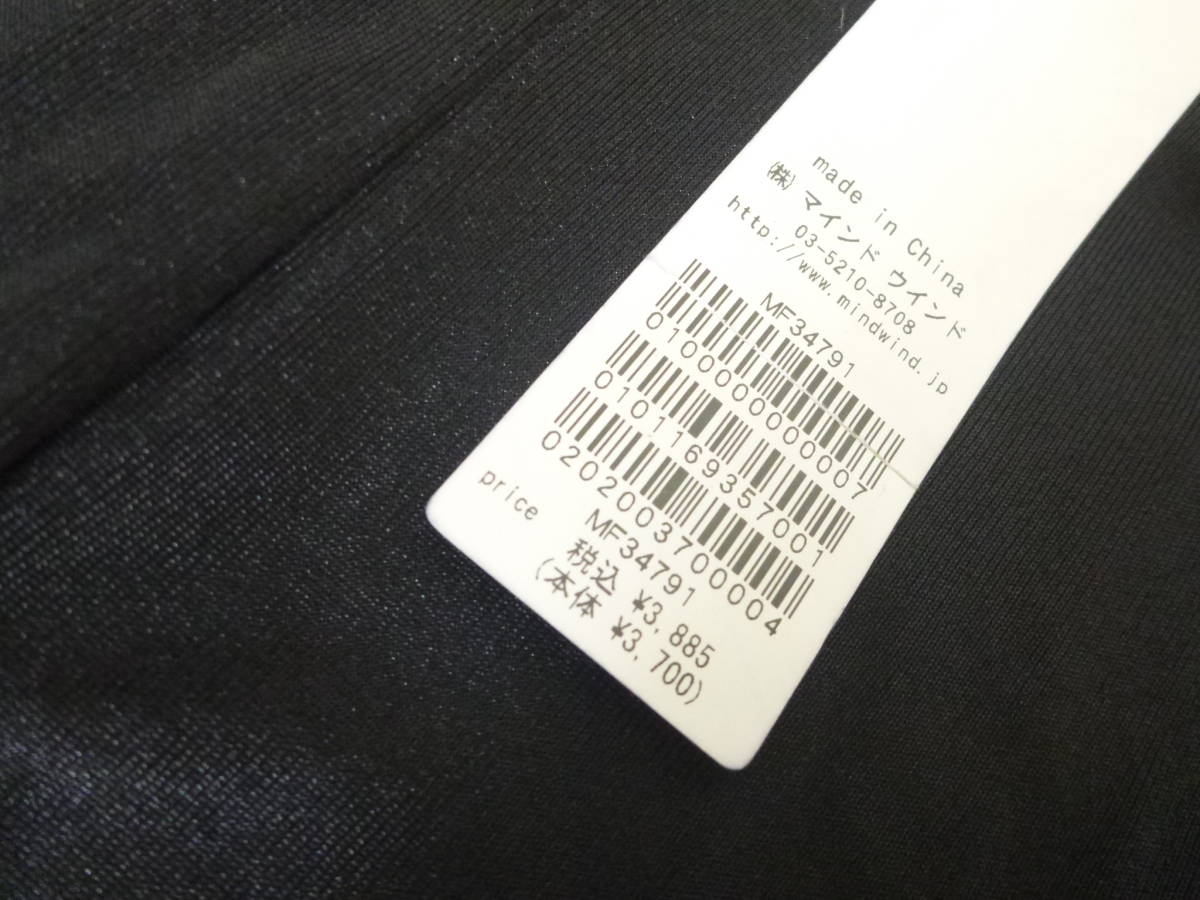 made in China
㈱ マインド ウインド
03-5210-8708
http://www.mindwind.jp
MF34791
0100000000007
0101169357001
0202003700004
MF34791
price
税込 ¥3,885
(本体 ¥3,700)